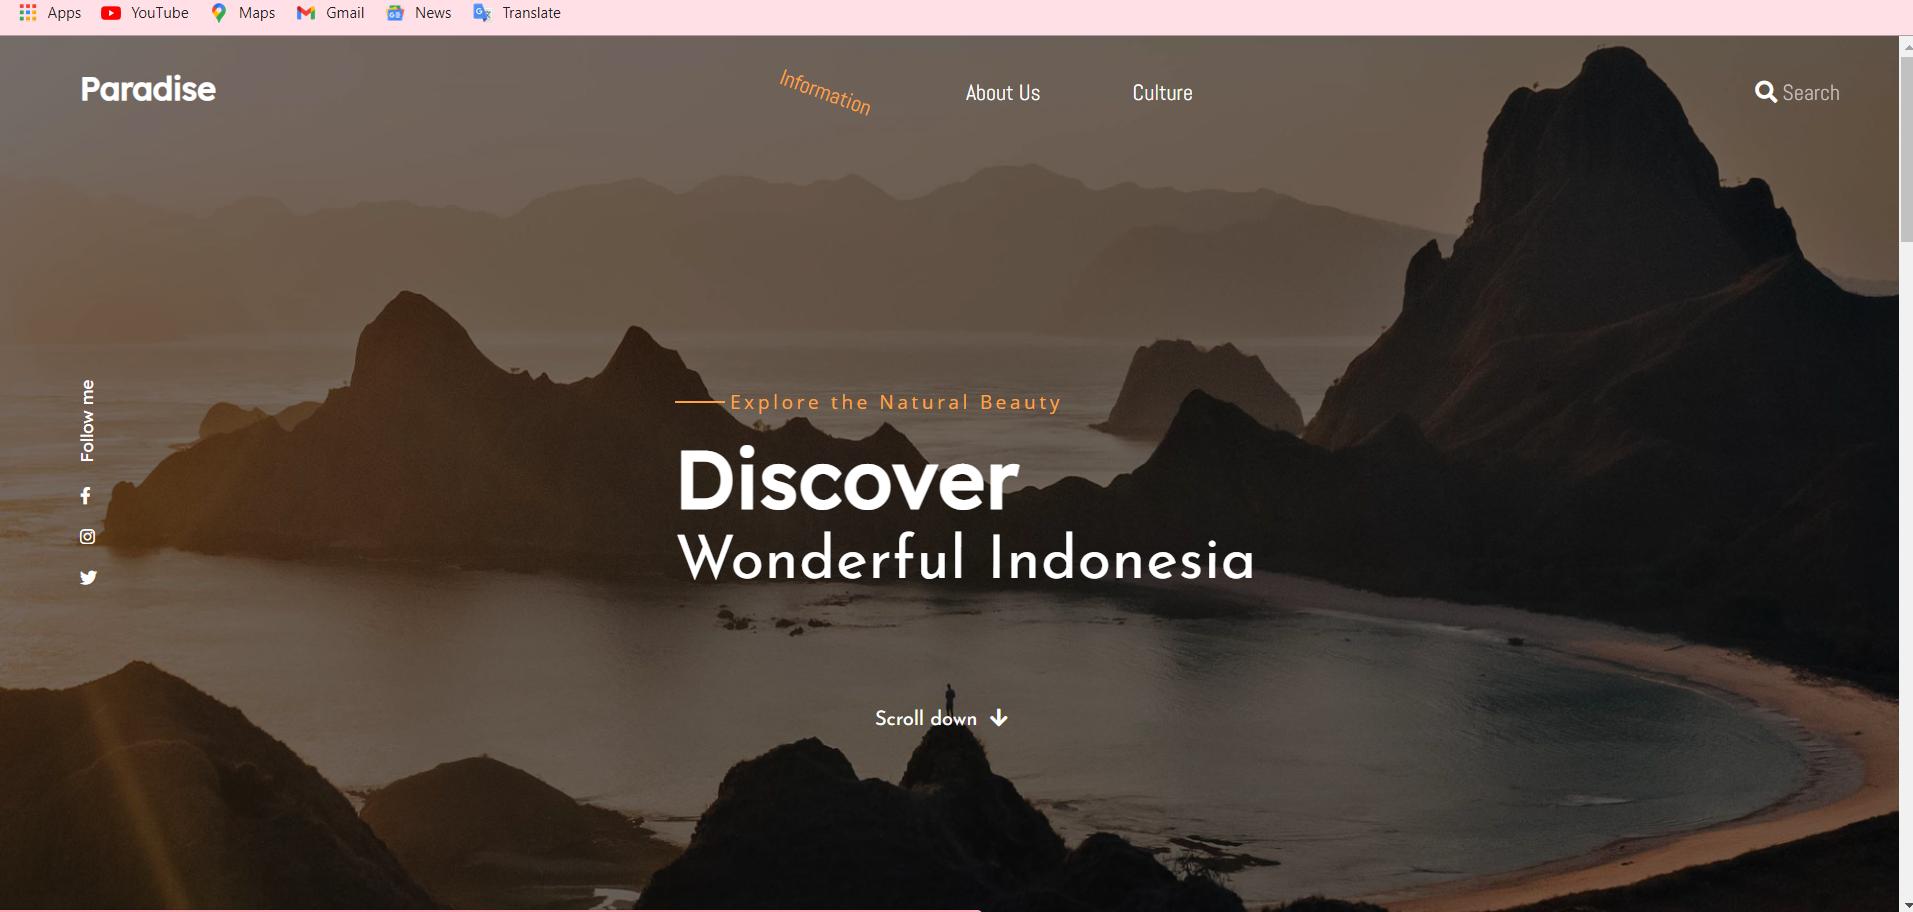 Apps YouTube Maps Gmail News Translate
Paradise Information About Us Culture Search
Follow me
Explore the Natural Beauty
Discover
Wonderful Indonesia
Scroll down